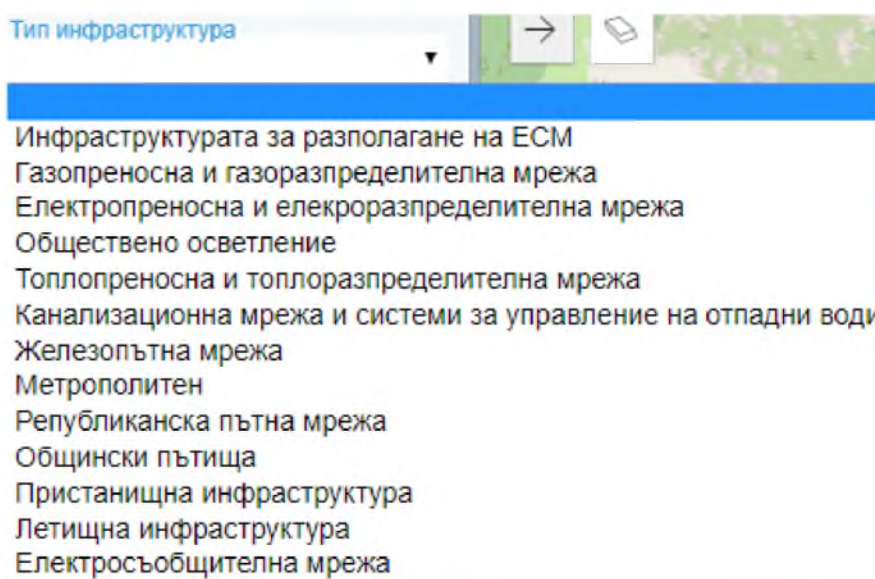 Тип инфраструктура
Инфраструктурата за разполагане на ЕСМ
Газопреносна и газоразпределителна мрежа
Електропреносна и елекроразпределителна мрежа
Обществено осветление
Топлопреносна и топлоразпределителна мрежа
Канализационна мрежа и системи за управление на отпадни води
Железопътна мрежа
Метрополитен
Републиканска пътна мрежа
Общински пътища
Пристанищна инфраструктура
Летищна инфраструктура
Електросъобщителна мрежа